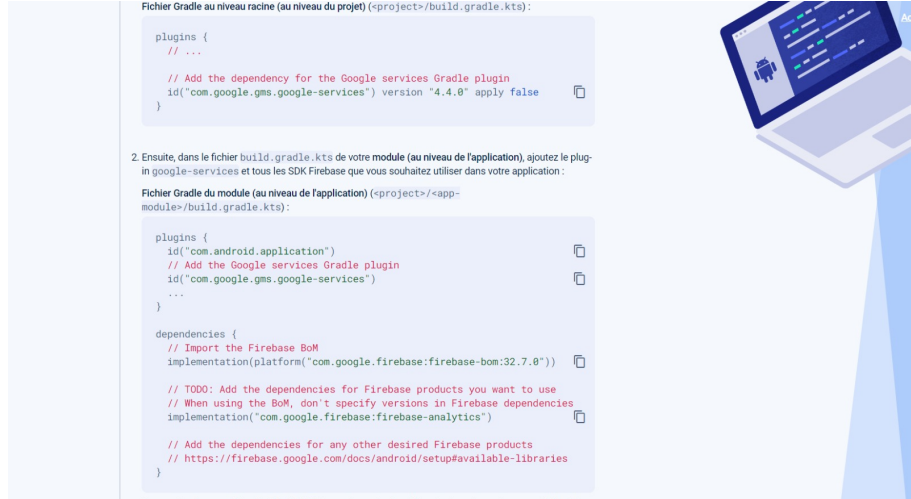 Fichier Gradle au niveau racine (au niveau du projet) (<project>/build.gradle.kts) :
plugins {
// ...
// Add the dependency for the Google services Gradle plugin
id("com.google.gms.google-services") version "4.4.0" apply false
}
2. Ensuite, dans le fichier build.gradle.kts de votre module (au niveau de l'application), ajoutez le plug-
in google-services et tous les SDK Firebase que vous souhaitez utiliser dans votre application :
Fichier Gradle du module (au niveau de l'application) (<project>/<app-
module>/build.gradle.kts) :
plugins {
id("com.android.application")
// Add the Google services Gradle plugin
id("com.google.gms.google-services")
...
}
dependencies {
// Import the Firebase BoM
implementation(platform("com.google.firebase:firebase-bom:32.7.0"))
// TODO: Add the dependencies for Firebase products you want to use
// When using the BoM, don't specify versions in Firebase dependencies
implementation("com.google.firebase:firebase-analytics")
// Add the dependencies for any other desired Firebase products
// https://firebase.google.com/docs/android/setup#available-libraries
}